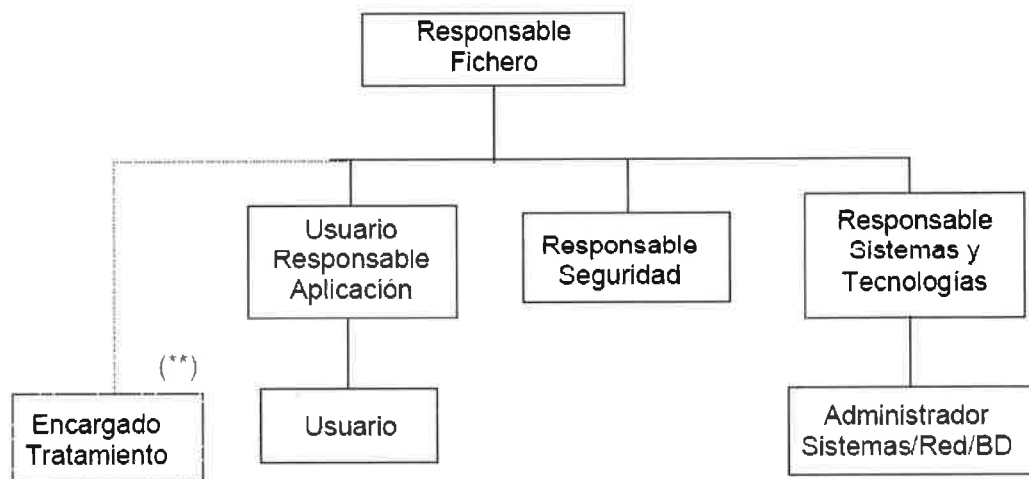 Responsable
Fichero
Usuario
Responsable
Aplicación
Responsable
Seguridad
Responsable
Sistemas y
Tecnologías
(**)
Encargado
Tratamiento
Usuario
Administrador
Sistemas/Red/BD